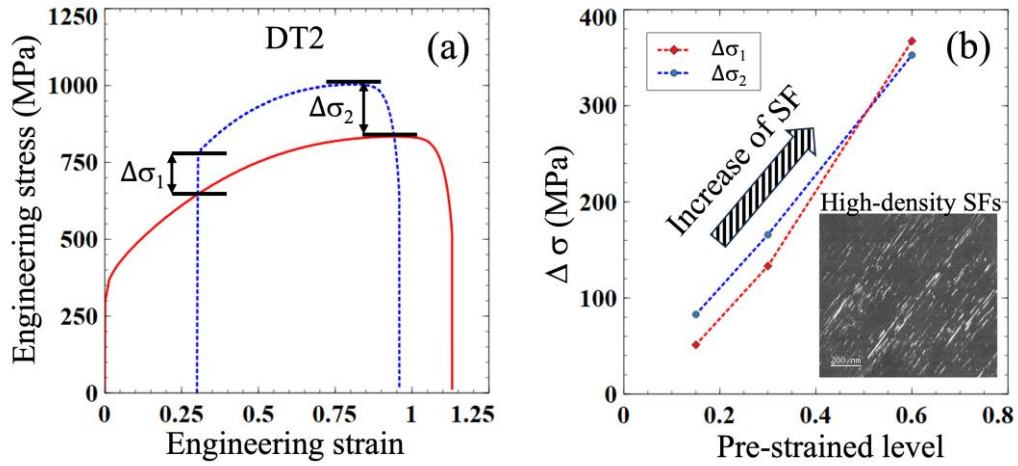 DT2
(a)
Engineering stress (MPa)
1250
1000
750
500
250
0
Δσ₁
Δσ₂
0 0.25 0.5 0.75 1 1.25
Engineering strain
(b)
Δσ₁
Δσ₂
Δ σ (MPa)
400
300
200
100
0
Increase of SF
High-density SFs
200 nm
0 0.2 0.4 0.6 0.8
Pre-strained level